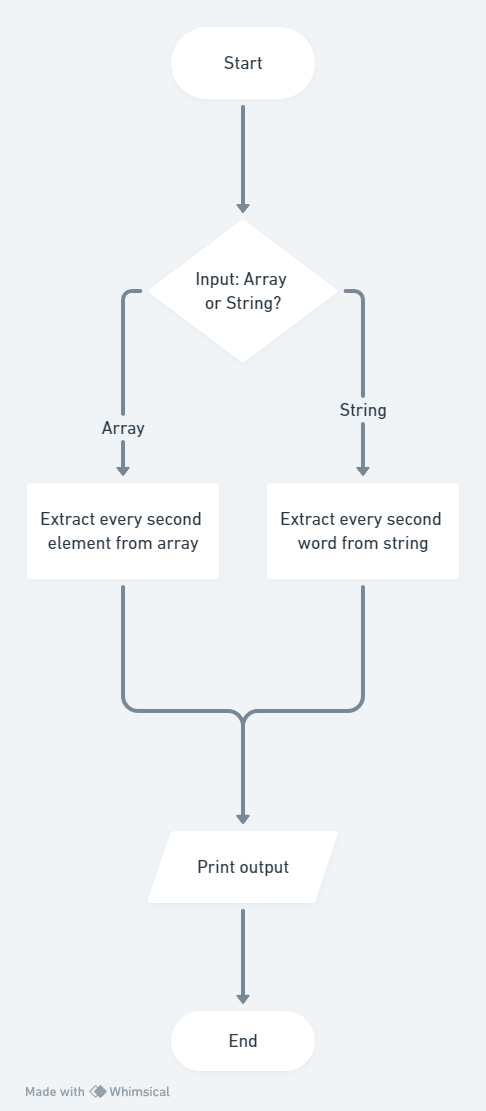 Start
Input: Array
or String?
String
Array
Extract every second
element from array
Extract every second
word from string
Print output
End
Made with Whimsical